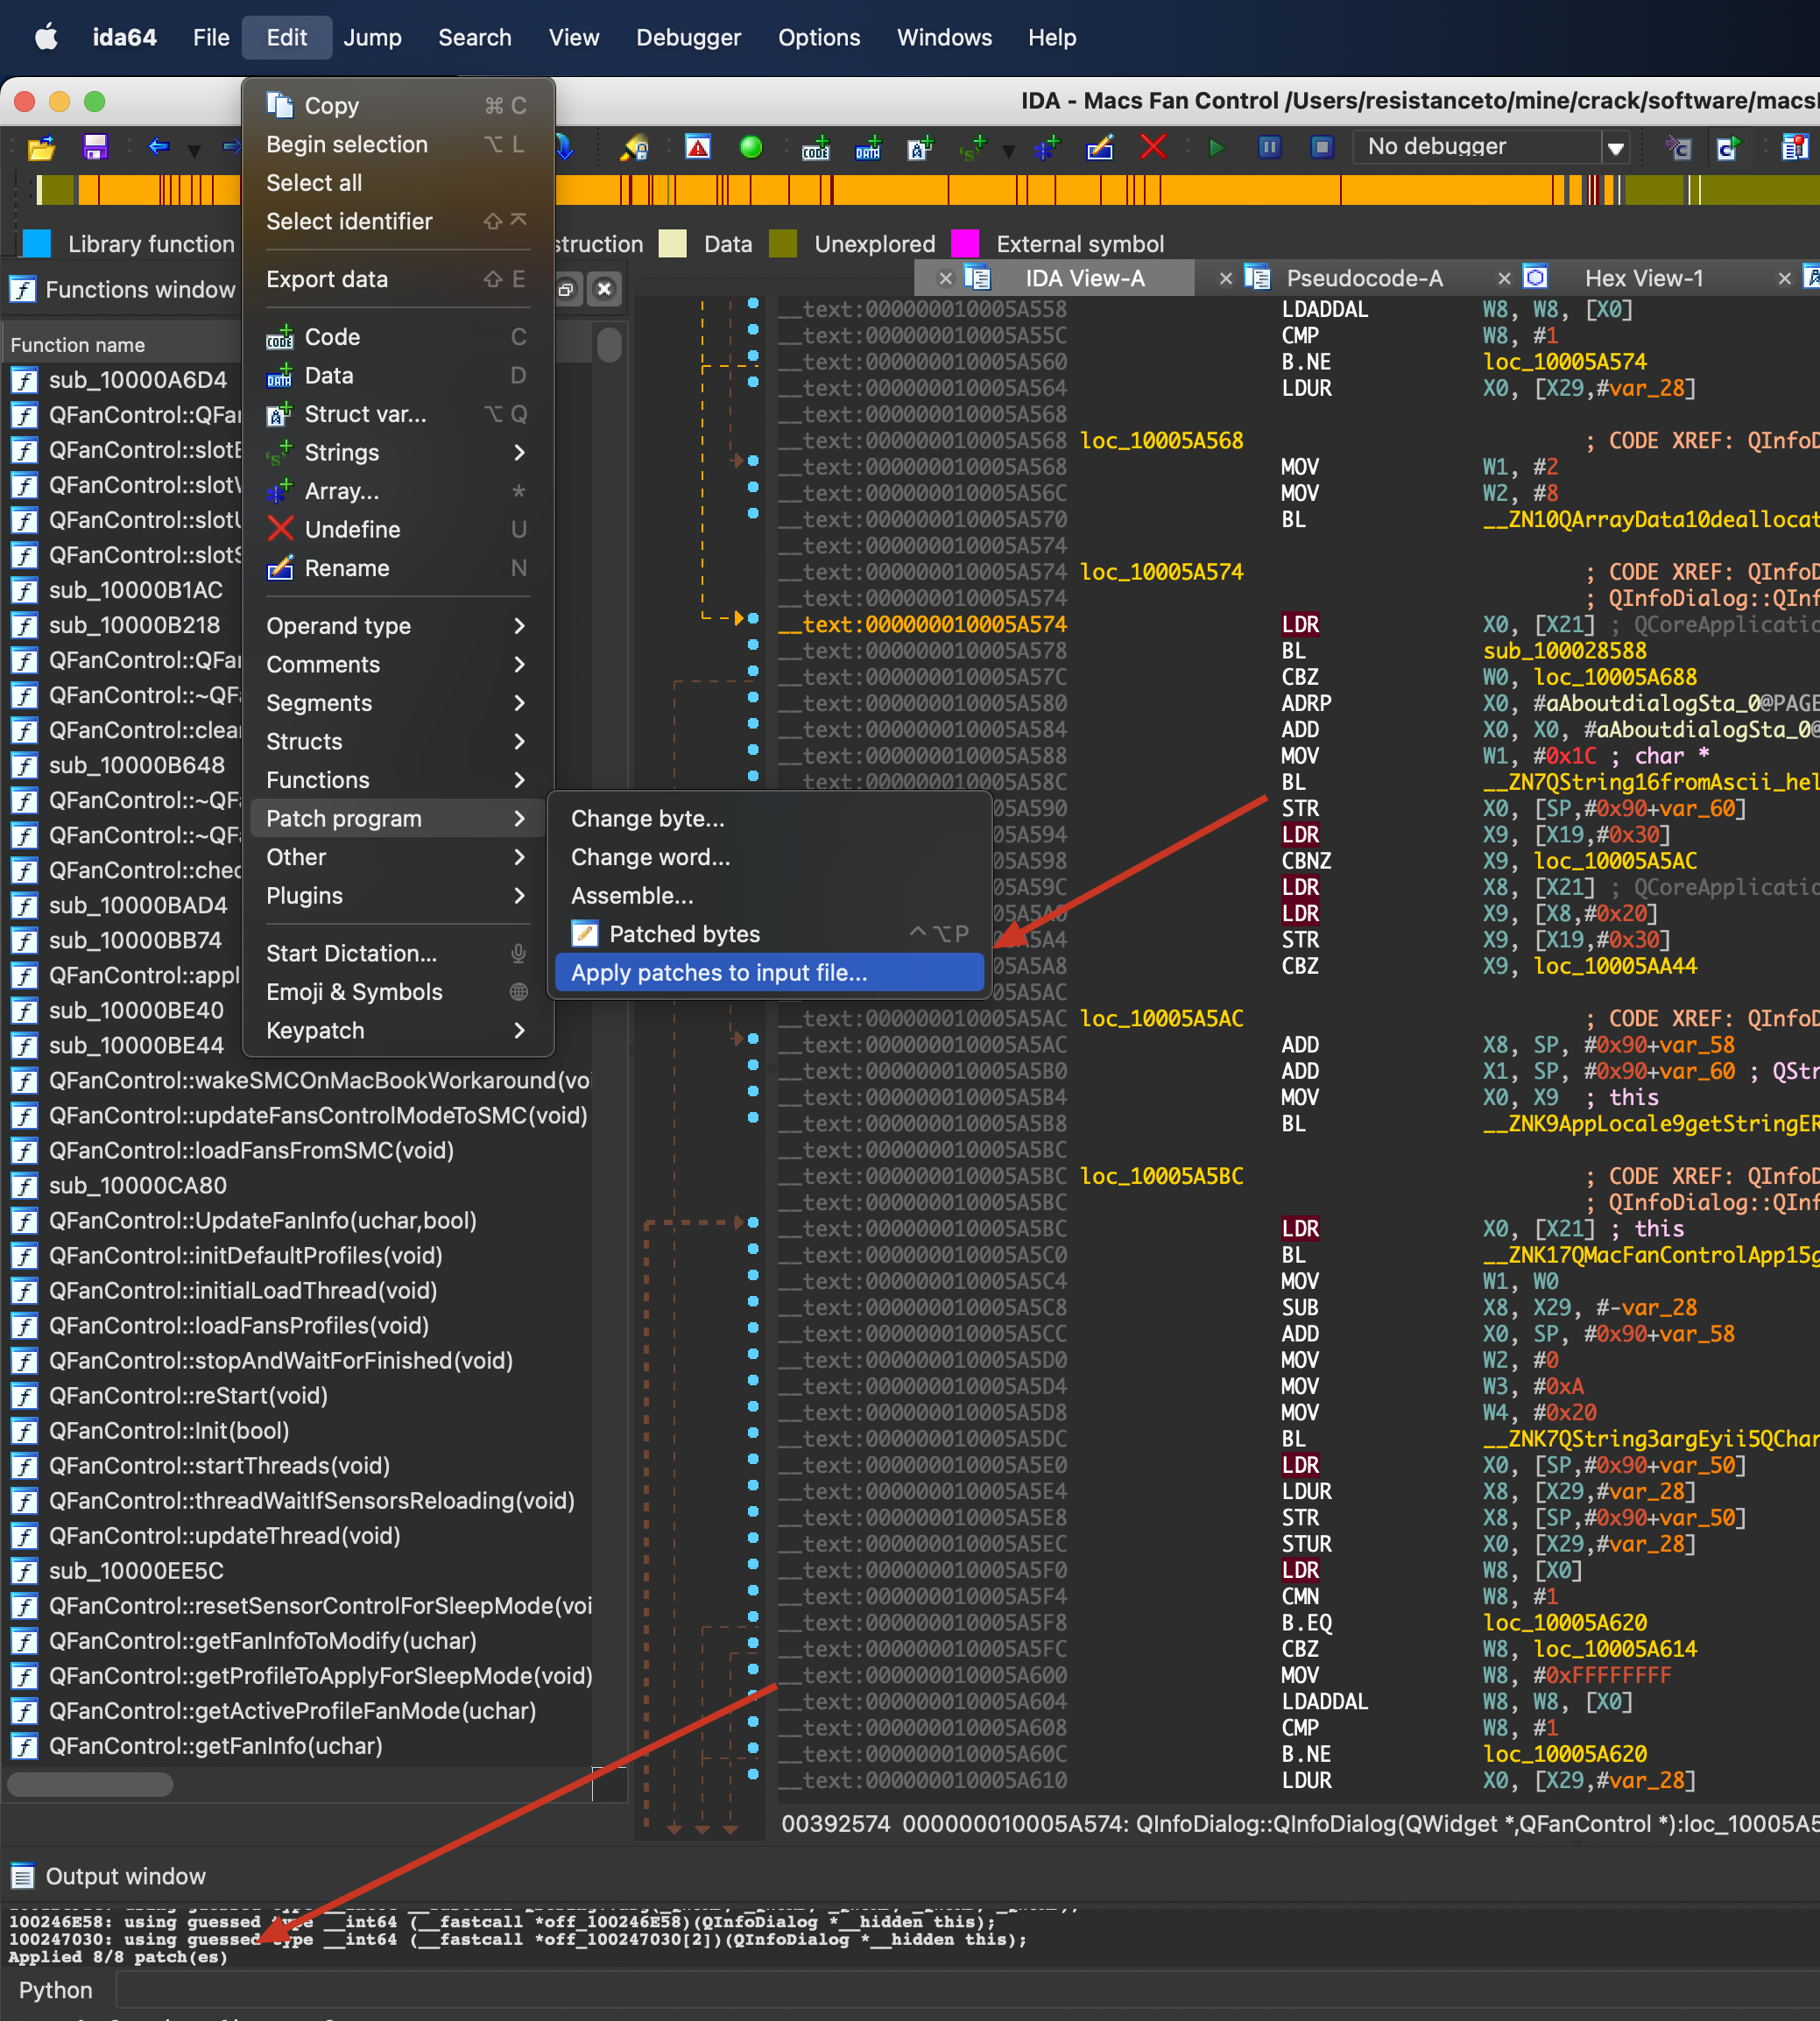 ida64 File Edit Jump Search View Debugger Options Windows Help
IDA - Macs Fan Control /Users/resistanceto/mine/crack/software/macs
No debugger
Library function
struction Data Unexplored External symbol
Copy ⌘ C
Begin selection ⌥ L
Select all
Select identifier ⇧ ⌤
Export data ⇧ E
Code C
Data D
Struct var... ⌥ Q
Strings
Array... *
Undefine U
Rename N
Operand type
Comments
Segments
Structs
Functions
Patch program
Other
Plugins
Start Dictation...
Emoji & Symbols
Keypatch
Change byte...
Change word...
Assemble...
Patched bytes ^⌥P
Apply patches to input file...
Functions window
Function name
sub_10000A6D4
QFanControl::QFan
QFanControl::slotE
QFanControl::slotV
QFanControl::slotU
QFanControl::slotS
sub_10000B1AC
sub_10000B218
QFanControl::QFan
QFanControl::~QFa
QFanControl::clear
sub_10000B648
QFanControl::~QFa
QFanControl::~QFa
QFanControl::chec
sub_10000BAD4
sub_10000BB74
QFanControl::appl
sub_10000BE40
sub_10000BE44
QFanControl::wakeSMCOnMacBookWorkaround(voi
QFanControl::updateFansControlModeToSMC(void)
QFanControl::loadFansFromSMC(void)
sub_10000CA80
QFanControl::UpdateFanInfo(uchar,bool)
QFanControl::initDefaultProfiles(void)
QFanControl::initialLoadThread(void)
QFanControl::loadFansProfiles(void)
QFanControl::stopAndWaitForFinished(void)
QFanControl::reStart(void)
QFanControl::Init(bool)
QFanControl::startThreads(void)
QFanControl::threadWaitIfSensorsReloading(void)
QFanControl::updateThread(void)
sub_10000EE5C
QFanControl::resetSensorControlForSleepMode(voi
QFanControl::getFanInfoToModify(uchar)
QFanControl::getProfileToApplyForSleepMode(void)
QFanControl::getActiveProfileFanMode(uchar)
QFanControl::getFanInfo(uchar)
IDA View-A Pseudocode-A Hex View-1
__text:000000010005A558 LDADDAL W8, W8, [X0]
__text:000000010005A55C CMP W8, #1
__text:000000010005A560 B.NE loc_10005A574
__text:000000010005A564 LDUR X0, [X29,#var_28]
__text:000000010005A568
__text:000000010005A568 loc_10005A568 ; CODE XREF: QInfoD
__text:000000010005A568 MOV W1, #2
__text:000000010005A56C MOV W2, #8
__text:000000010005A570 BL __ZN10QArrayData10deallocat
__text:000000010005A574
__text:000000010005A574 loc_10005A574 ; CODE XREF: QInfoD
__text:000000010005A574 ; QInfoDialog::QInf
__text:000000010005A574 LDR X0, [X21] ; QCoreApplicatio
__text:000000010005A578 BL sub_100028588
__text:000000010005A57C CBZ W0, loc_10005A688
__text:000000010005A580 ADRP X0, #aAboutdialogSta_0@PAGE
__text:000000010005A584 ADD X0, X0, #aAboutdialogSta_0@
__text:000000010005A588 MOV W1, #0x1C ; char *
__text:000000010005A58C BL __ZN7QString16fromAscii_hel
05A590 STR X0, [SP,#0x90+var_60]
05A594 LDR X9, [X19,#0x30]
05A598 CBNZ X9, loc_10005A5AC
05A59C LDR X8, [X21] ; QCoreApplicatio
05A5A0 LDR X9, [X8,#0x20]
05A5A4 STR X9, [X19,#0x30]
05A5A8 CBZ X9, loc_10005AA44
05A5AC
__text:000000010005A5AC loc_10005A5AC ; CODE XREF: QInfoD
__text:000000010005A5AC ADD X8, SP, #0x90+var_58
__text:000000010005A5B0 ADD X1, SP, #0x90+var_60 ; QStr
__text:000000010005A5B4 MOV X0, X9 ; this
__text:000000010005A5B8 BL __ZNK9AppLocale9getStringER
__text:000000010005A5BC
__text:000000010005A5BC loc_10005A5BC ; CODE XREF: QInfoD
__text:000000010005A5BC ; QInfoDialog::QInf
__text:000000010005A5BC LDR X0, [X21] ; this
__text:000000010005A5C0 BL __ZNK17QMacFanControlApp15g
__text:000000010005A5C4 MOV W1, W0
__text:000000010005A5C8 SUB X8, X29, #-var_28
__text:000000010005A5CC ADD X0, SP, #0x90+var_58
__text:000000010005A5D0 MOV W2, #0
__text:000000010005A5D4 MOV W3, #0xA
__text:000000010005A5D8 MOV W4, #0x20
__text:000000010005A5DC BL __ZNK7QString3argEyii5QChar
__text:000000010005A5E0 LDR X0, [SP,#0x90+var_50]
__text:000000010005A5E4 LDUR X8, [X29,#var_28]
__text:000000010005A5E8 STR X8, [SP,#0x90+var_50]
__text:000000010005A5EC STUR X0, [X29,#var_28]
__text:000000010005A5F0 LDR W8, [X0]
__text:000000010005A5F4 CMN W8, #1
__text:000000010005A5F8 B.EQ loc_10005A620
__text:000000010005A5FC CBZ W8, loc_10005A614
__text:000000010005A600 MOV W8, #0xFFFFFFFF
__text:000000010005A604 LDADDAL W8, W8, [X0]
__text:000000010005A608 CMP W8, #1
__text:000000010005A60C B.NE loc_10005A620
__text:000000010005A610 LDUR X0, [X29,#var_28]
00392574 000000010005A574: QInfoDialog::QInfoDialog(QWidget *,QFanControl *):loc_10005A5
Output window
100246E58: using guessed type __int64 (__fastcall *off_100246E58)(QInfoDialog *__hidden this);
100247030: using guessed type __int64 (__fastcall *off_100247030[2])(QInfoDialog *__hidden this);
Applied 8/8 patch(es)
Python